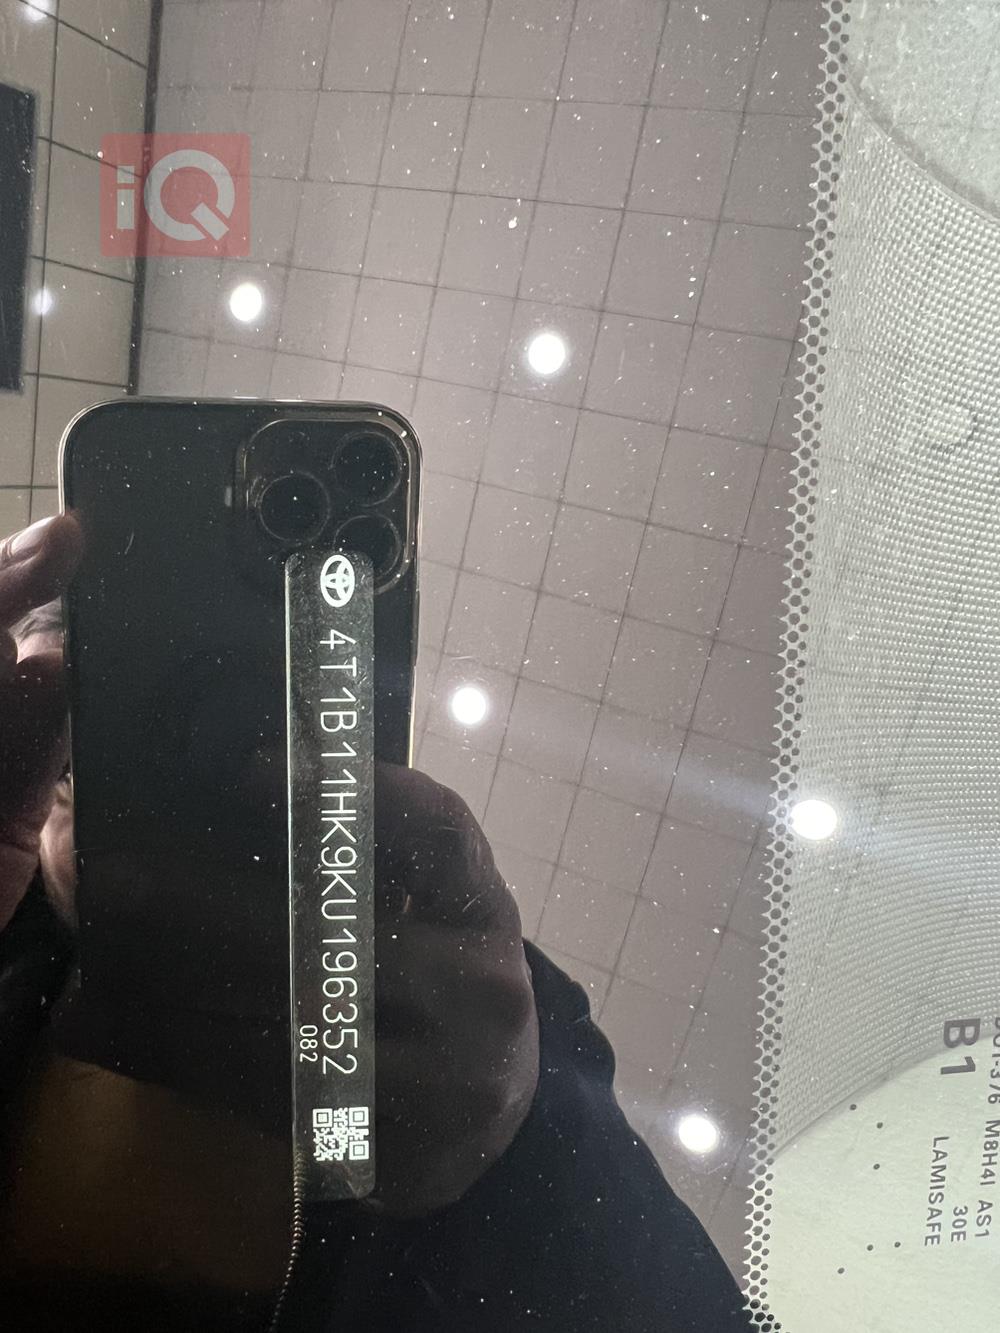 iQ
4T1B11HK9KU196352
082
B1
M8H4I AS1
30E
LAMISAFE